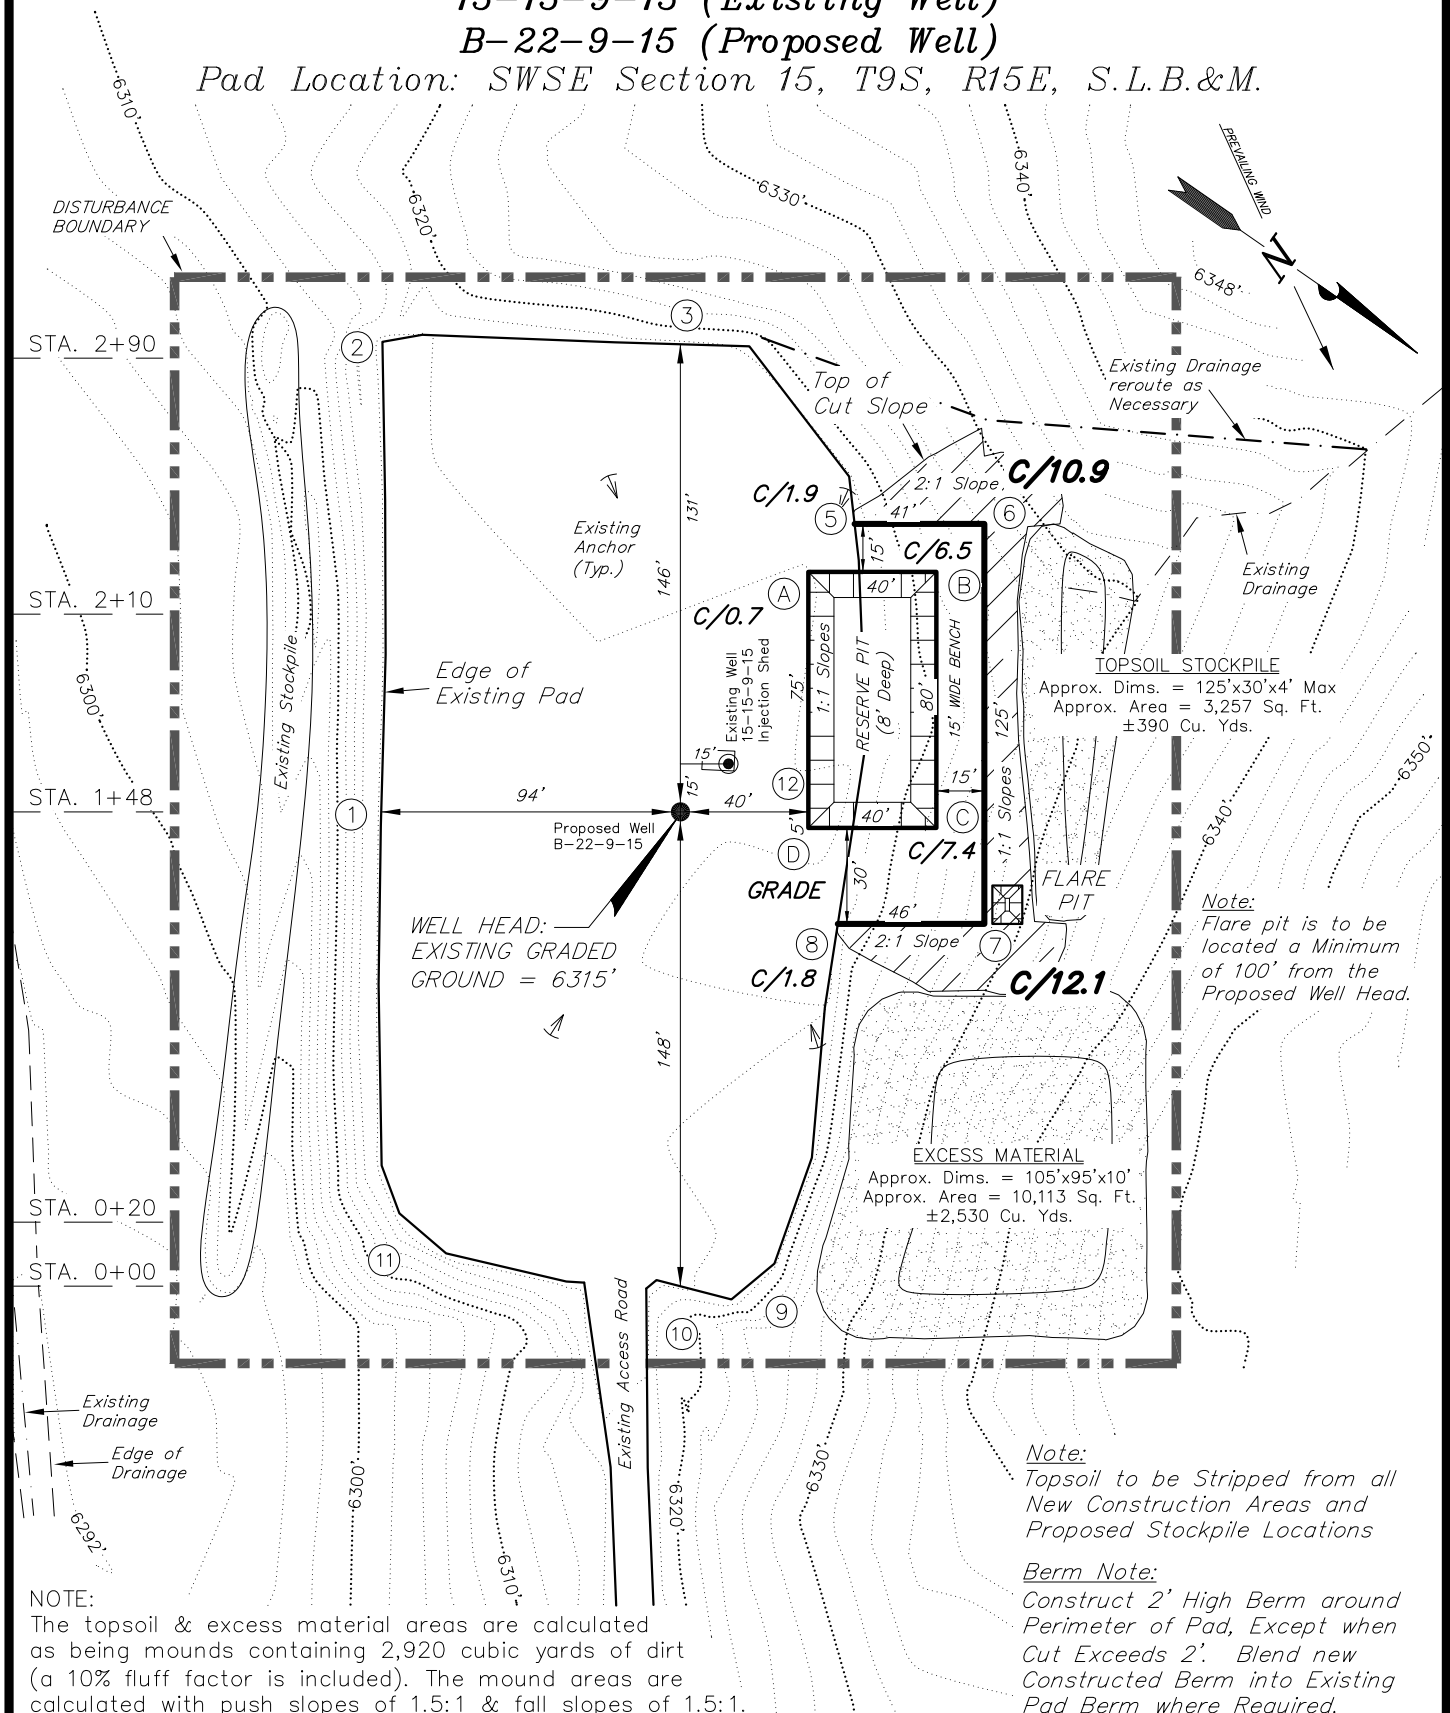 15-15-9-15 (Existing Well)
B-22-9-15 (Proposed Well)
Pad Location: SWSE Section 15, T9S, R15E, S.L.B.&M.
6310'
6320'
6330'
6340'
6348'
PREVAILING WIND
N
DISTURBANCE
BOUNDARY
STA. 2+90
2
3
Top of
Cut Slope
Existing Drainage
reroute as
Necessary
C/10.9
2:1 Slope
C/1.9
5
41'
6
131'
146'
Existing
Anchor
(Typ.)
15'
C/6.5
Existing
Drainage
STA. 2+10
A
40'
B
C/0.7
Existing Stockpile
6300'
Edge of
Existing Pad
Existing Well
15-15-9-15
Injection Shed
75'
1:1 Slopes
RESERVE PIT
(8' Deep)
80'
15' WIDE BENCH
125'
TOPSOIL STOCKPILE
Approx. Dims. = 125'x30'x4' Max
Approx. Area = 3,257 Sq. Ft.
±390 Cu. Yds.
6350'
15'
15'
12
15'
1:1 Slopes
6340'
STA. 1+48
1
94'
40'
40'
C
Proposed Well
B-22-9-15
5'
D
C/7.4
GRADE
30'
FLARE
PIT
46'
WELL HEAD:
EXISTING GRADED
GROUND = 6315'
8
2:1 Slope
7
C/1.8
C/12.1
Note:
Flare pit is to be
located a Minimum
of 100' from the
Proposed Well Head.
148'
EXCESS MATERIAL
Approx. Dims. = 105'x95'x10'
Approx. Area = 10,113 Sq. Ft.
±2,530 Cu. Yds.
STA. 0+20
11
STA. 0+00
9
10
Existing Access Road
Existing
Drainage
Edge of
Drainage
6292'
6300'
6310'
6320'
6330'
Note:
Topsoil to be Stripped from all
New Construction Areas and
Proposed Stockpile Locations
Berm Note:
Construct 2' High Berm around
Perimeter of Pad, Except when
Cut Exceeds 2'. Blend new
Constructed Berm into Existing
Pad Berm where Required.
NOTE:
The topsoil & excess material areas are calculated
as being mounds containing 2,920 cubic yards of dirt
(a 10% fluff factor is included). The mound areas are
calculated with push slopes of 1.5:1 & fall slopes of 1.5:1.